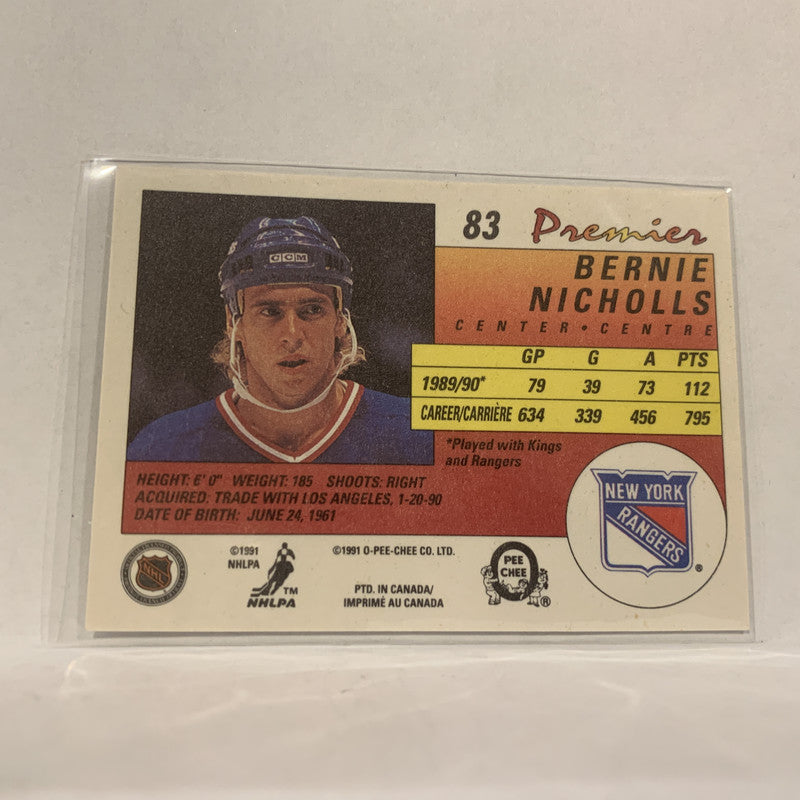 83 Premier
CCM
BERNIE
NICHOLLS
CENTER • CENTRE
GP G A PTS
1989/90* 79 39 73 112
CAREER/CARRIÈRE 634 339 456 795
*Played with Kings
and Rangers
HEIGHT: 6' 0" WEIGHT: 185 SHOOTS: RIGHT
ACQUIRED: TRADE WITH LOS ANGELES, 1-20-90
DATE OF BIRTH: JUNE 24, 1961
NEW YORK
RANGERS
®
NHL
©1991
NHLPA
TM
NHLPA
©1991 O-PEE-CHEE CO. LTD.
PTD. IN CANADA/
IMPRIMÉ AU CANADA
PEE
CHEE
®